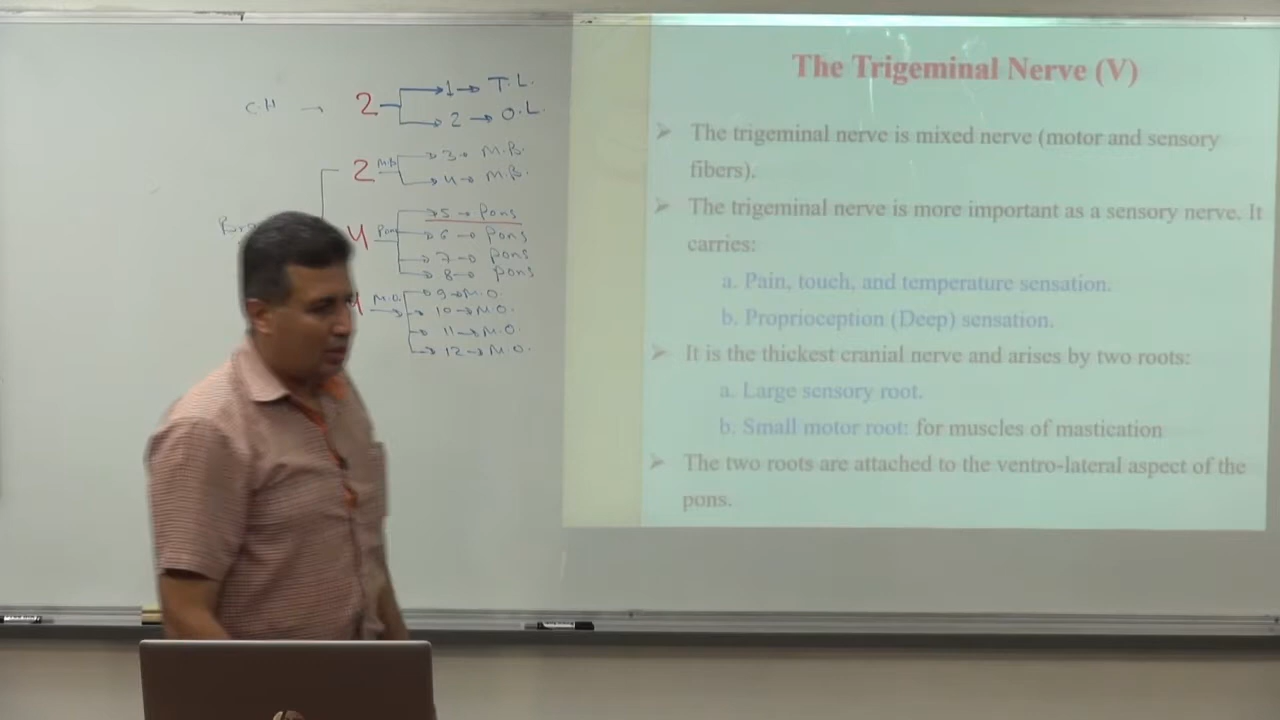 C.H → 2
1 → T.L.
2 → O.L.
2 M.B
3 → M.B.
4 → M.B.
4 Pons
5 → Pons
6 → Pons
7 → Pons
8 → Pons
M.O.
9 → M.O.
10 → M.O.
11 → M.O.
12 → M.O.
The Trigeminal Nerve (V)
➢ The trigeminal nerve is mixed nerve (motor and sensory
fibers).
➢ The trigeminal nerve is more important as a sensory nerve. It
carries:
a. Pain, touch, and temperature sensation.
b. Proprioception (Deep) sensation.
➢ It is the thickest cranial nerve and arises by two roots:
a. Large sensory root.
b. Small motor root: for muscles of mastication
➢ The two roots are attached to the ventro-lateral aspect of the
pons.